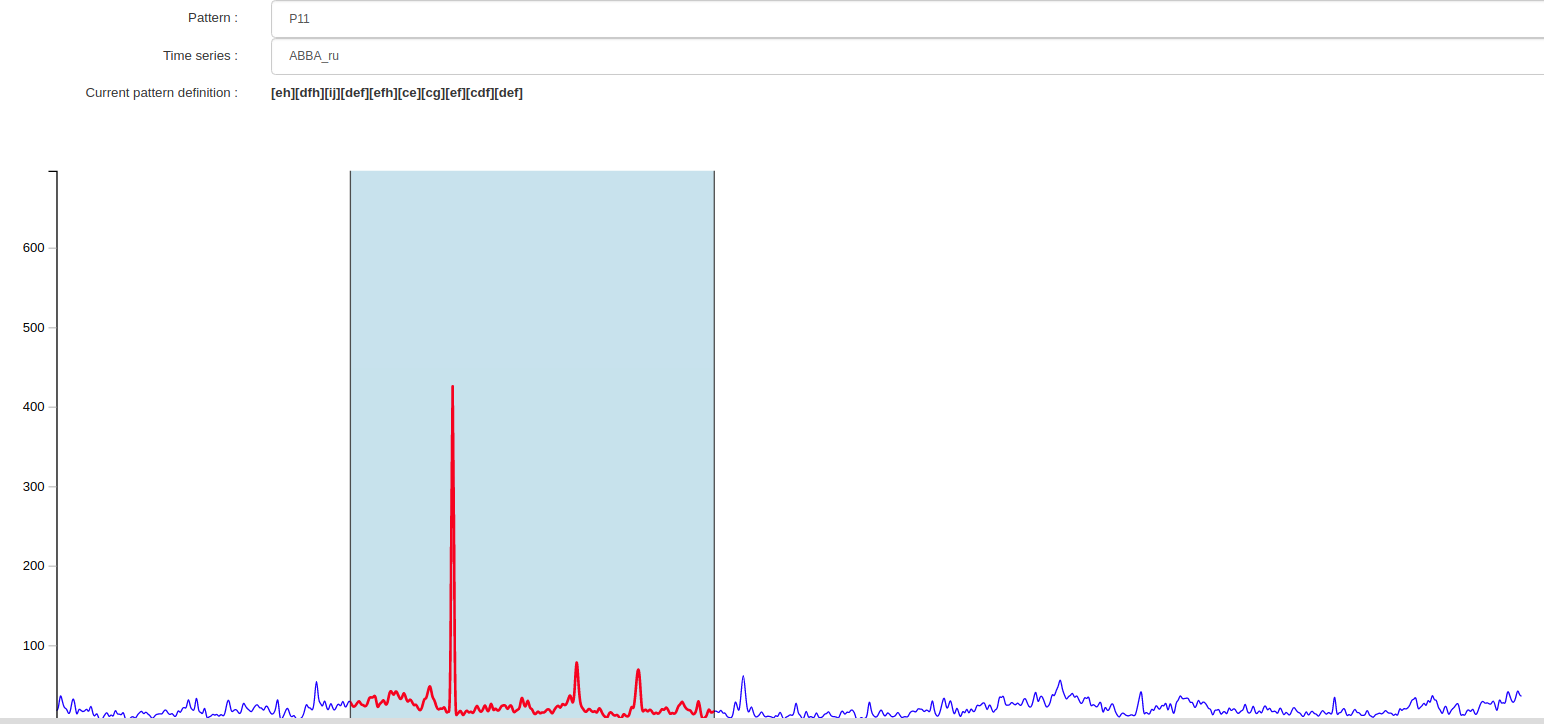 Pattern : P11
Time series : ABBA_ru
Current pattern definition : [eh][dfh][ij][def][efh][ce][cg][ef][cdf][def]
600
500
400
300
200
100